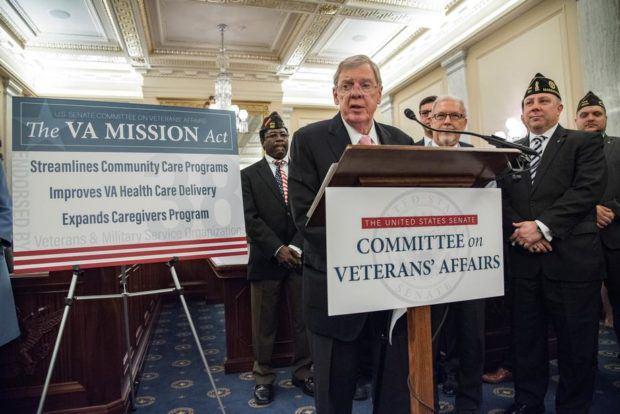 U.S. SENATE COMMITTEE ON VETERANS' AFFAIRS
The VA MISSION Act
Streamlines Community Care Programs
Improves VA Health Care Delivery
Expands Caregivers Program
ENDORSED BY
38
Veterans & Military Service Organizations
THE UNITED STATES SENATE
COMMITTEE on
VETERANS' AFFAIRS